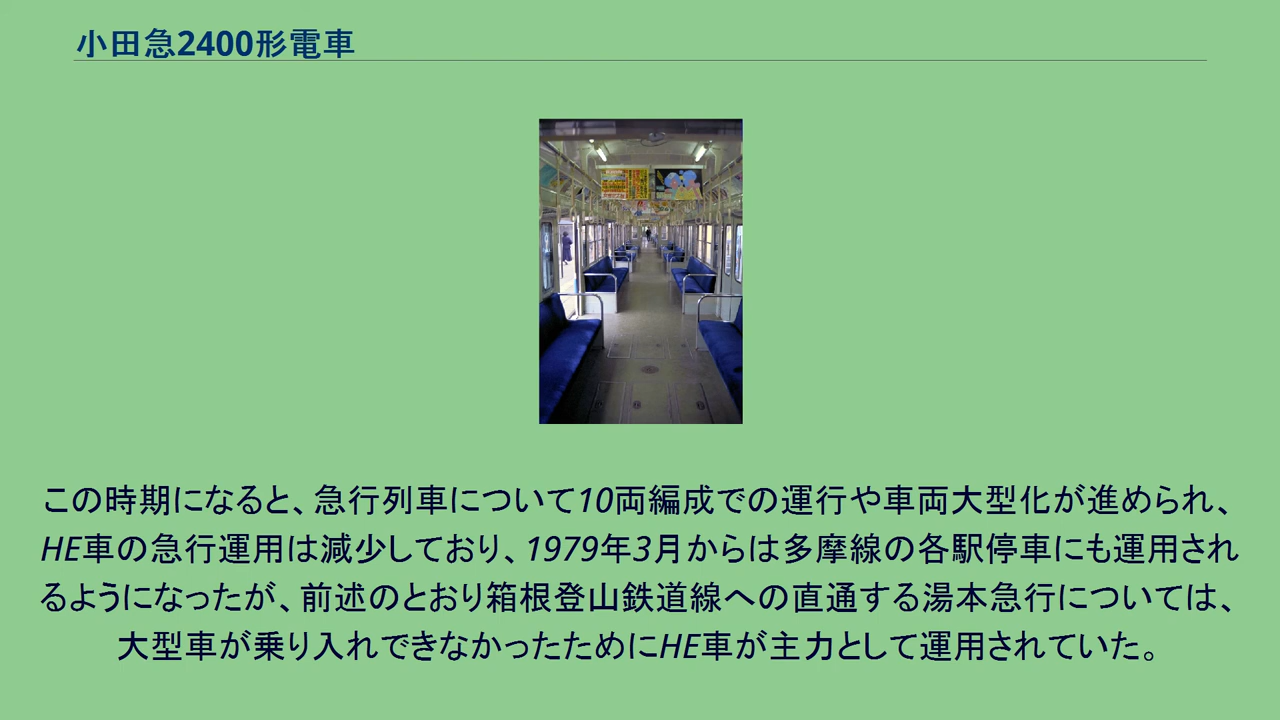 小田急2400形電車
この時期になると、急行列車について10両編成での運行や車両大型化が進められ、
HE車の急行運用は減少しており、1979年3月からは多摩線の各駅停車にも運用され
るようになったが、前述のとおり箱根登山鉄道線への直通する湯本急行については、
大型車が乗り入れできなかったためにHE車が主力として運用されていた。